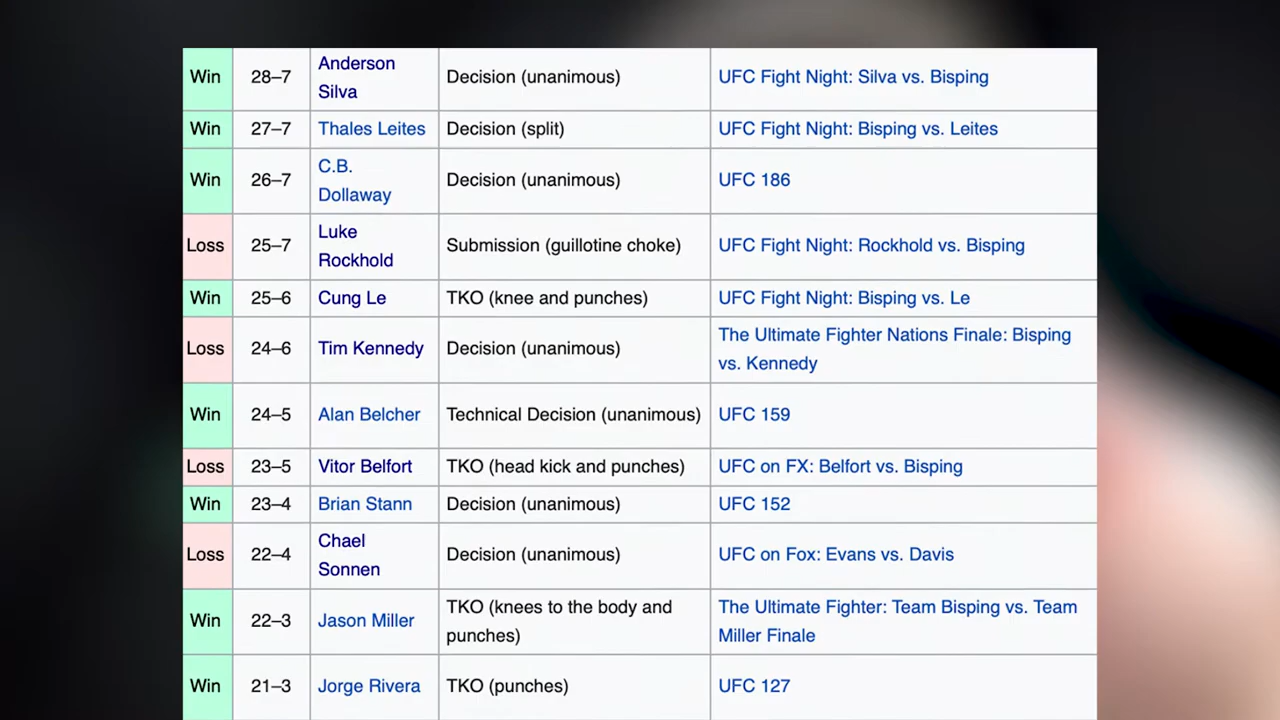 Win 28–7 Anderson Silva Decision (unanimous) UFC Fight Night: Silva vs. Bisping
Win 27–7 Thales Leites Decision (split) UFC Fight Night: Bisping vs. Leites
Win 26–7 C.B. Dollaway Decision (unanimous) UFC 186
Loss 25–7 Luke Rockhold Submission (guillotine choke) UFC Fight Night: Rockhold vs. Bisping
Win 25–6 Cung Le TKO (knee and punches) UFC Fight Night: Bisping vs. Le
Loss 24–6 Tim Kennedy Decision (unanimous) The Ultimate Fighter Nations Finale: Bisping vs. Kennedy
Win 24–5 Alan Belcher Technical Decision (unanimous) UFC 159
Loss 23–5 Vitor Belfort TKO (head kick and punches) UFC on FX: Belfort vs. Bisping
Win 23–4 Brian Stann Decision (unanimous) UFC 152
Loss 22–4 Chael Sonnen Decision (unanimous) UFC on Fox: Evans vs. Davis
Win 22–3 Jason Miller TKO (knees to the body and punches) The Ultimate Fighter: Team Bisping vs. Team Miller Finale
Win 21–3 Jorge Rivera TKO (punches) UFC 127